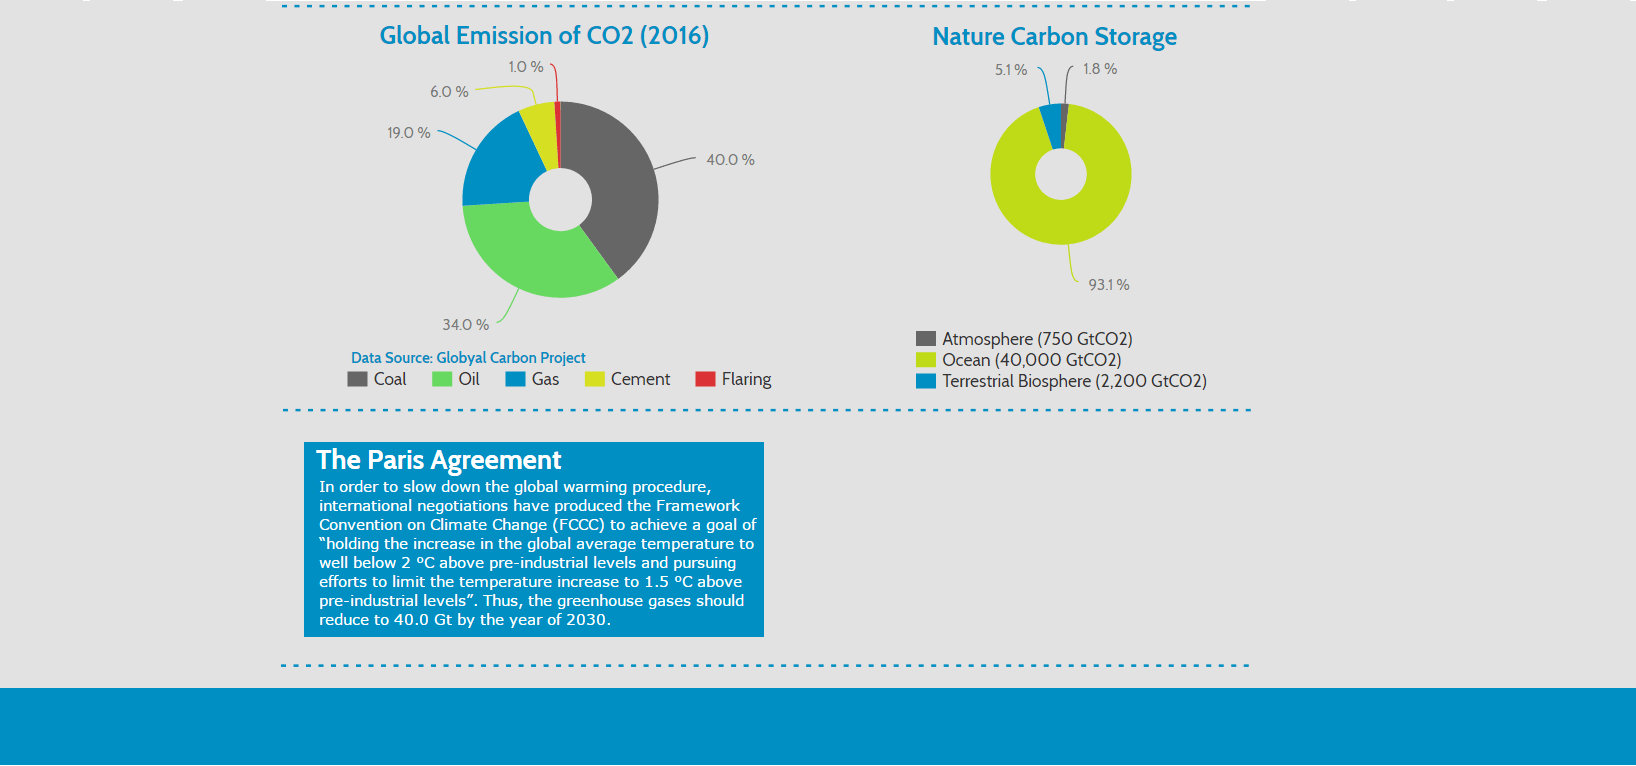 Global Emission of CO2 (2016)
1.0 %
6.0 %
19.0 %
40.0 %
34.0 %
Data Source: Globyal Carbon Project
Coal Oil Gas Cement Flaring
Nature Carbon Storage
5.1 % 1.8 %
93.1 %
Atmosphere (750 GtCO2)
Ocean (40,000 GtCO2)
Terrestrial Biosphere (2,200 GtCO2)
The Paris Agreement
In order to slow down the global warming procedure,
international negotiations have produced the Framework
Convention on Climate Change (FCCC) to achieve a goal of
“holding the increase in the global average temperature to
well below 2 ºC above pre-industrial levels and pursuing
efforts to limit the temperature increase to 1.5 ºC above
pre-industrial levels”. Thus, the greenhouse gases should
reduce to 40.0 Gt by the year of 2030.